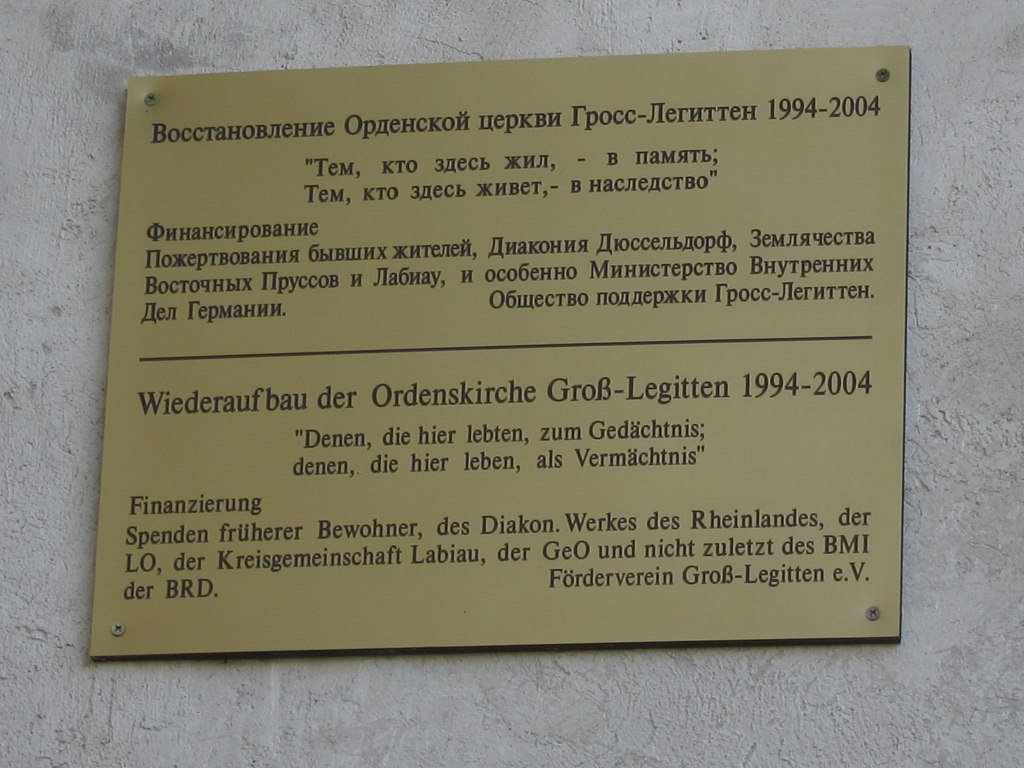 Восстановление Орденской церкви Гросс-Легиттен 1994-2004
"Тем, кто здесь жил, - в память;
Тем, кто здесь живет,- в наследство"
Финансирование
Пожертвования бывших жителей, Диакония Дюссельдорф, Землячества
Восточных Пруссов и Лабиау, и особенно Министерство Внутренних
Дел Германии. Общество поддержки Гросс-Легиттен.
Wiederaufbau der Ordenskirche Groß-Legitten 1994-2004
"Denen, die hier lebten, zum Gedächtnis;
denen, die hier leben, als Vermächtnis"
Finanzierung
Spenden früherer Bewohner, des Diakon. Werkes des Rheinlandes, der
LO, der Kreisgemeinschaft Labiau, der GeO und nicht zuletzt des BMI
der BRD. Förderverein Groß-Legitten e.V.